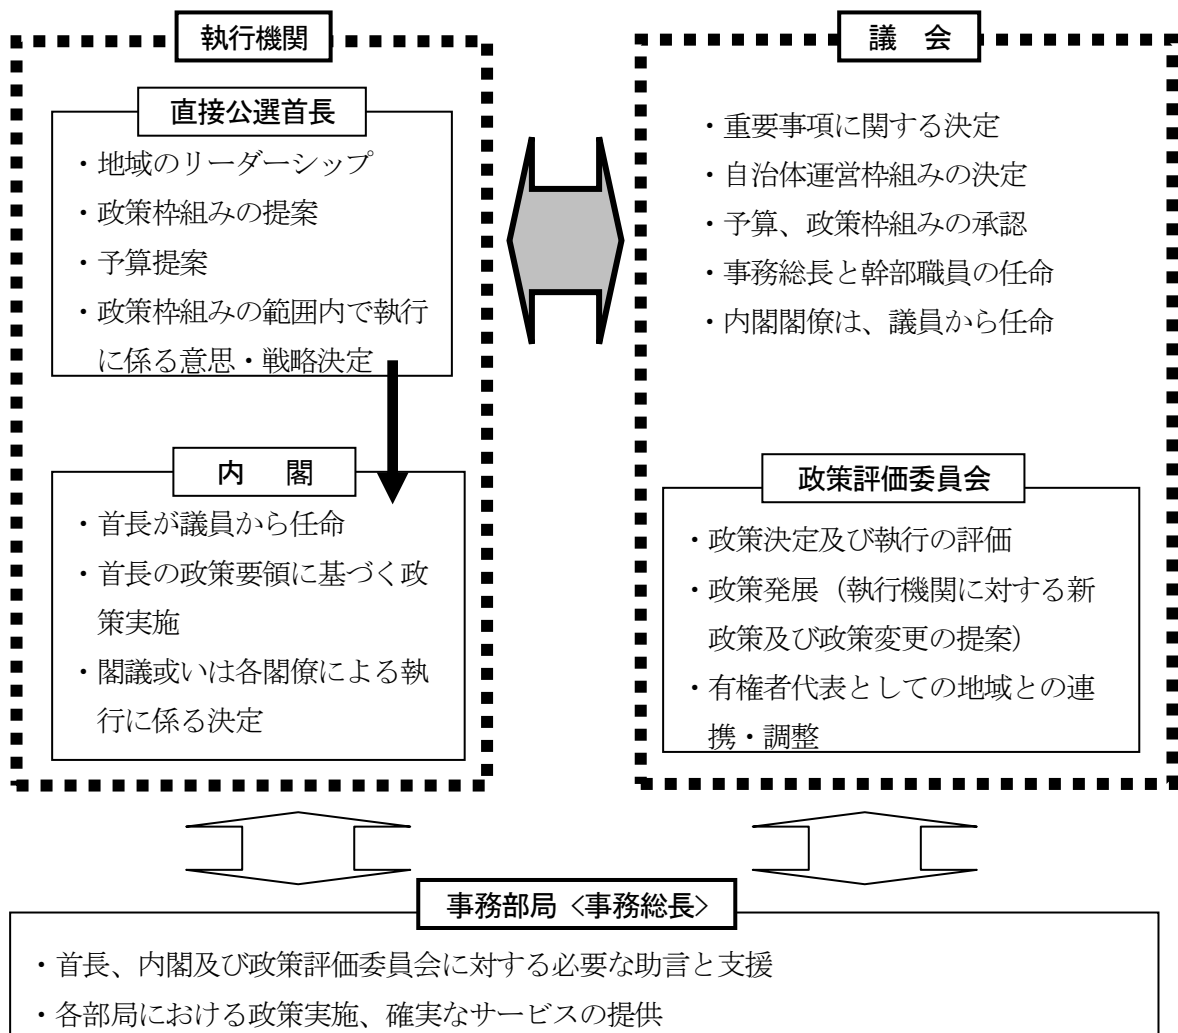 執行機関
直接公選首長
・地域のリーダーシップ
・政策枠組みの提案
・予算提案
・政策枠組みの範囲内で執行
に係る意思・戦略決定
内 閣
・首長が議員から任命
・首長の政策要領に基づく政
策実施
・閣議或いは各閣僚による執
行に係る決定
議 会
・重要事項に関する決定
・自治体運営枠組みの決定
・予算、政策枠組みの承認
・事務総長と幹部職員の任命
・内閣閣僚は、議員から任命
政策評価委員会
・政策決定及び執行の評価
・政策発展（執行機関に対する新
政策及び政策変更の提案）
・有権者代表としての地域との連
携・調整
事務部局〈事務総長〉
・首長、内閣及び政策評価委員会に対する必要な助言と支援
・各部局における政策実施、確実なサービスの提供